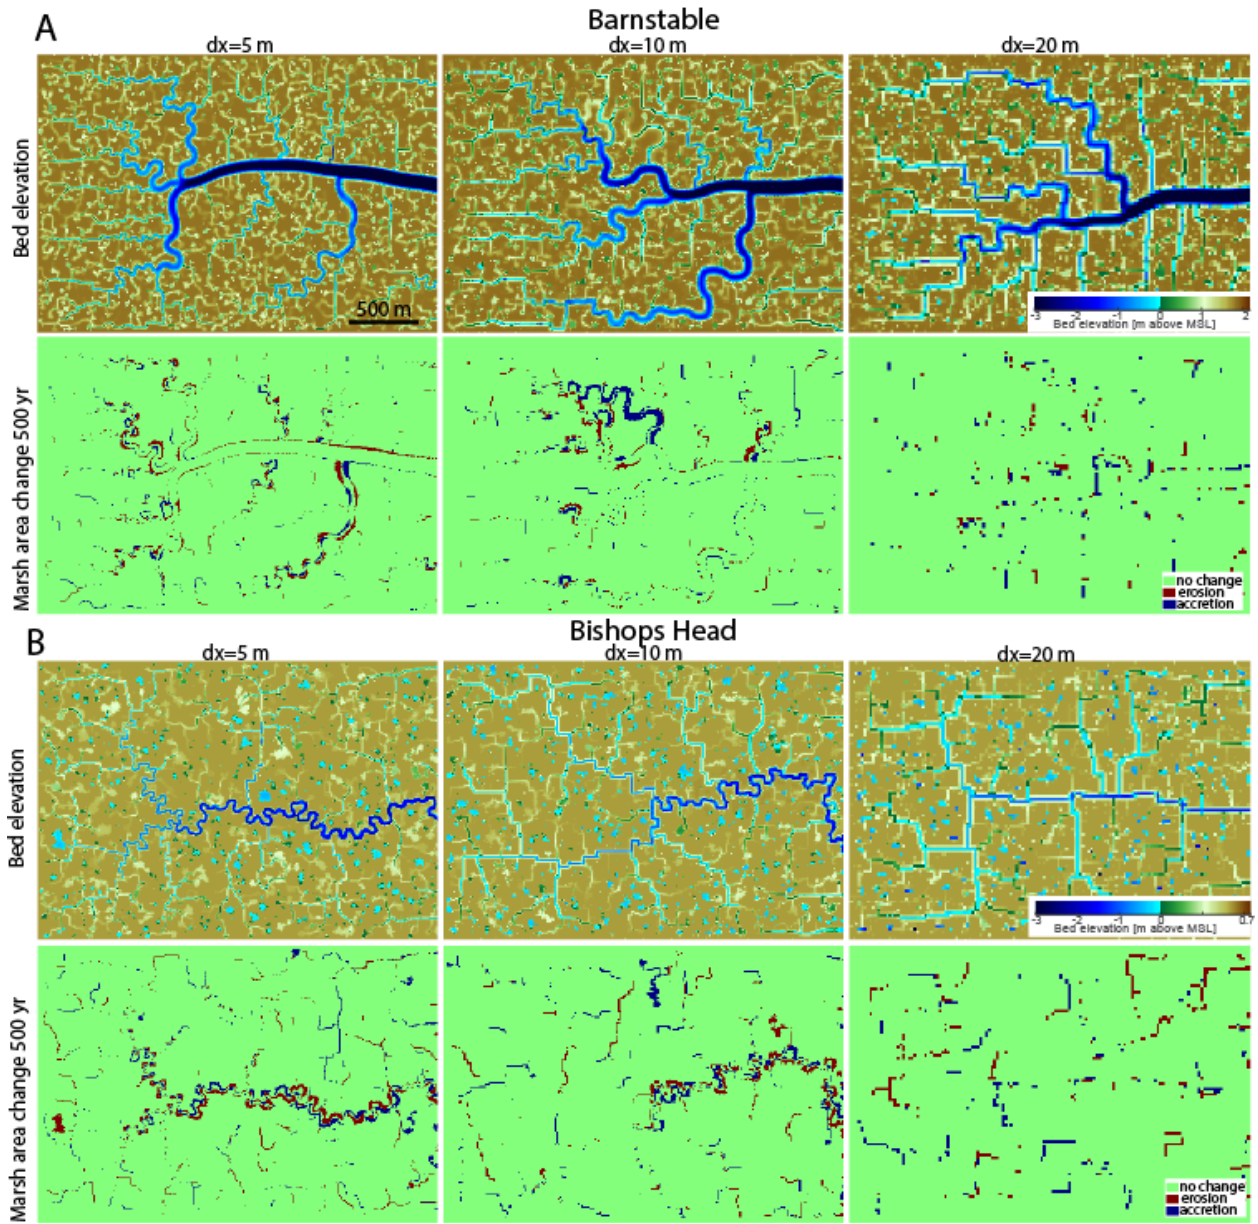 A
Barnstable
dx=5 m
dx=10 m
dx=20 m
Bed elevation
500 m
-3 -2 -1 0 1 2
Bed elevation [m above MSL]
Marsh area change 500 yr
no change
erosion
accretion
B
Bishops Head
dx=5 m
dx=10 m
dx=20 m
Bed elevation
-3 -2 -1 0 0.7
Bed elevation [m above MSL]
Marsh area change 500 yr
no change
erosion
accretion